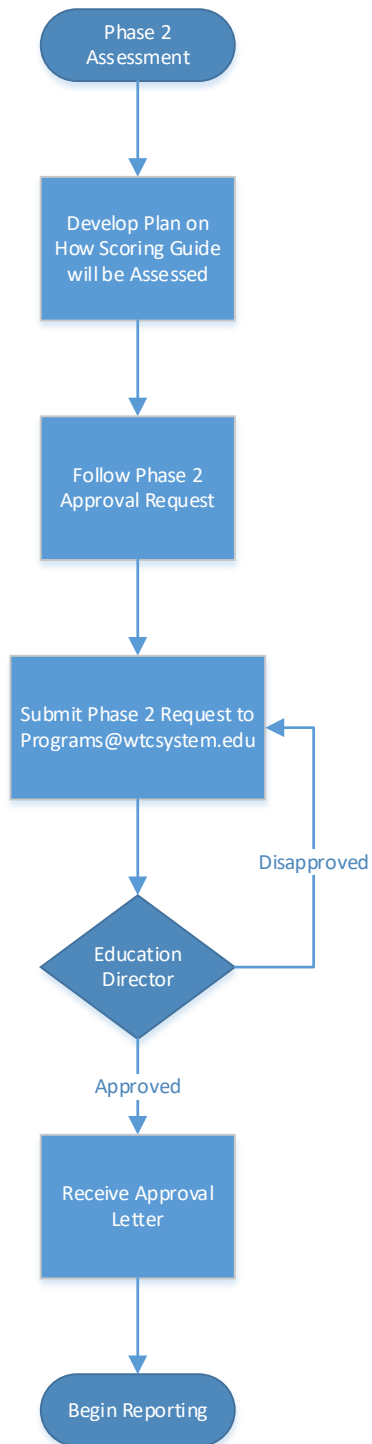 Phase 2
Assessment
Develop Plan on
How Scoring Guide
will be Assessed
Follow Phase 2
Approval Request
Submit Phase 2 Request to
Programs@wtcsystem.edu
Disapproved
Education
Director
Approved
Receive Approval
Letter
Begin Reporting